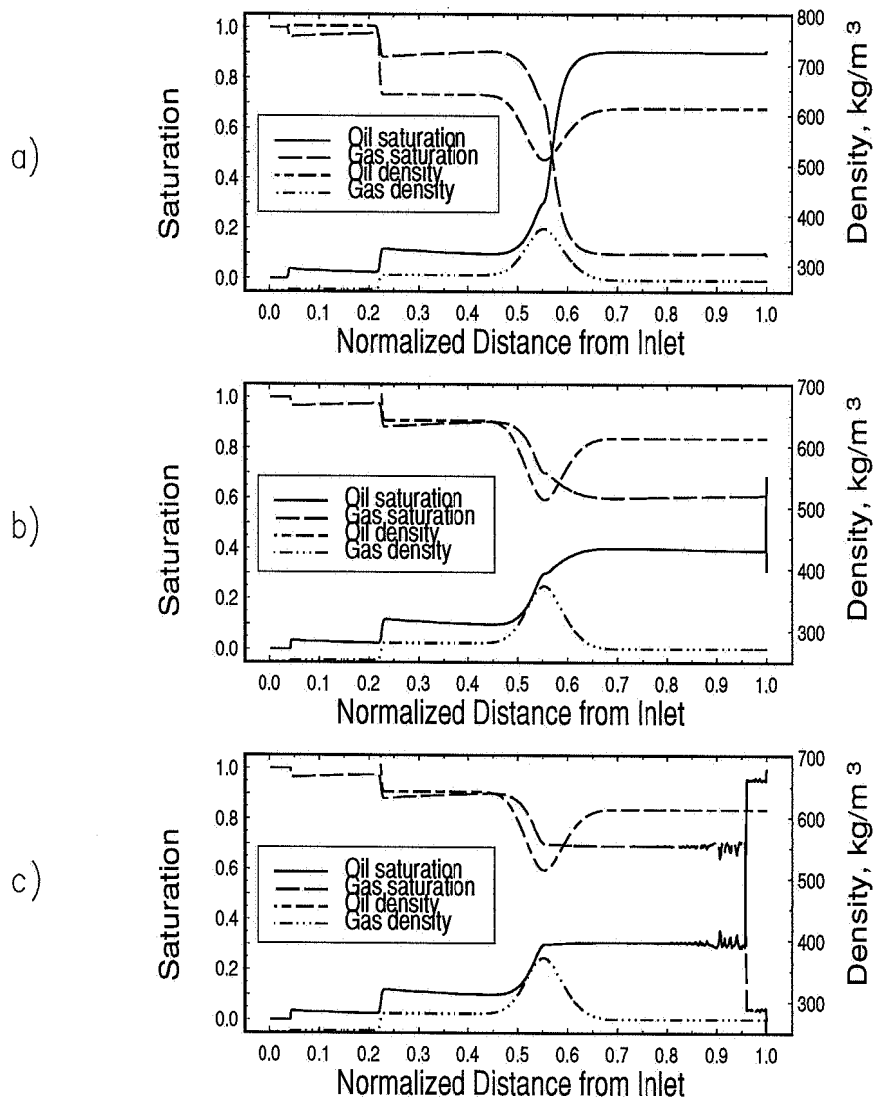 a)
Saturation
1.0
0.8
0.6
0.4
0.2
0.0
Oil saturation
Gas saturation
Oil density
Gas density
800
700
600
500
400
300
Density, kg/m 3
0.0 0.1 0.2 0.3 0.4 0.5 0.6 0.7 0.8 0.9 1.0
Normalized Distance from Inlet
b)
Saturation
1.0
0.8
0.6
0.4
0.2
0.0
Oil saturation
Gas saturation
Oil density
Gas density
700
600
500
400
300
Density, kg/m 3
0.0 0.1 0.2 0.3 0.4 0.5 0.6 0.7 0.8 0.9 1.0
Normalized Distance from Inlet
c)
Saturation
1.0
0.8
0.6
0.4
0.2
0.0
Oil saturation
Gas saturation
Oil density
Gas density
700
600
500
400
300
Density, kg/m 3
0.0 0.1 0.2 0.3 0.4 0.5 0.6 0.7 0.8 0.9 1.0
Normalized Distance from Inlet